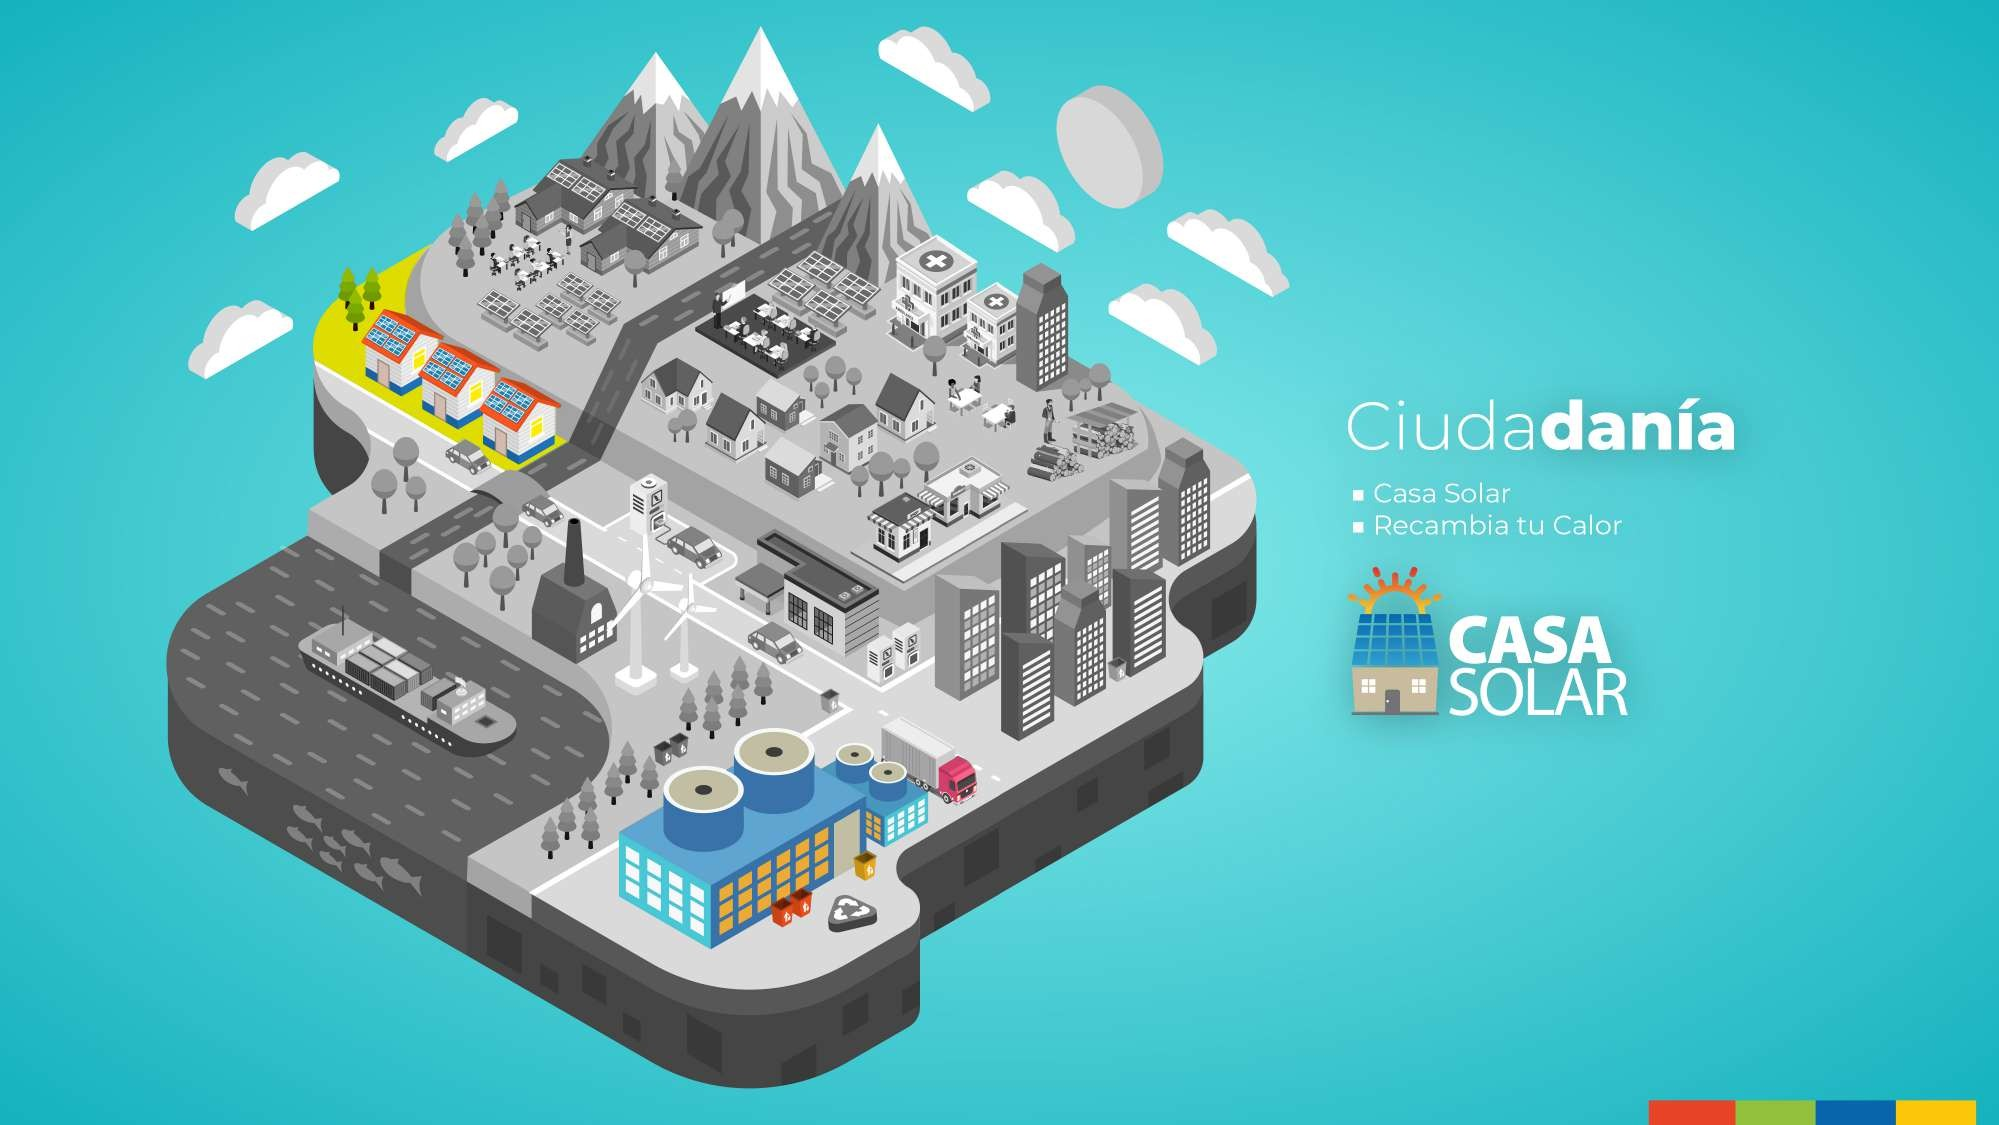 Ciudadanía
▪ Casa Solar
▪ Recambia tu Calor
CASA
SOLAR